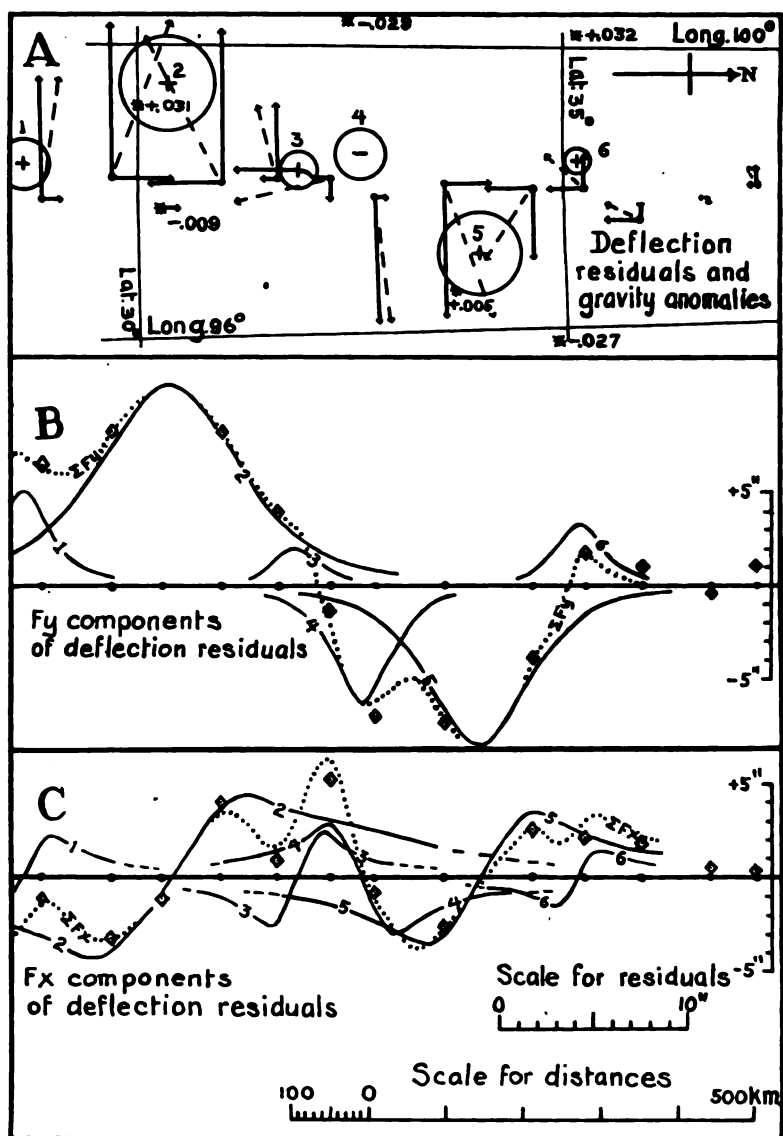 A
*-.029
*+.032
Long.100°
N
Lat.35°
1
+
2
+
*+.031
3
4
-
6
+
*-.009
5
+
*+.005
Lat.30°
Long.96°
Deflection
residuals and
gravity anomalies
*-.027
B
ΣFy
2
1
3
4
5
6
ΣFy
+5"
-5"
Fy components
of deflection residuals
C
+5"
1
2
4
3
5
ΣFx
ΣFx
2
3
5
4
6
6
-5"
Fx components
of deflection residuals
Scale for residuals
0 10"
Scale for distances
100 0 500km